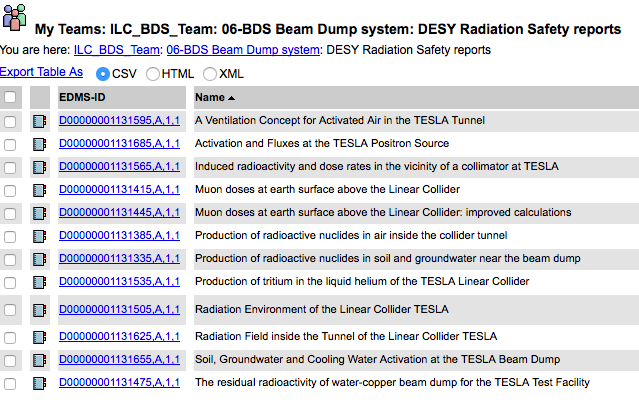 My Teams: ILC_BDS_Team: 06-BDS Beam Dump system: DESY Radiation Safety reports
You are here: ILC_BDS_Team: 06-BDS Beam Dump system: DESY Radiation Safety reports
Export Table As CSV HTML XML
EDMS-ID Name
D00000001131595,A,1,1 A Ventilation Concept for Activated Air in the TESLA Tunnel
D00000001131685,A,1,1 Activation and Fluxes at the TESLA Positron Source
D00000001131565,A,1,1 Induced radioactivity and dose rates in the vicinity of a collimator at TESLA
D00000001131415,A,1,1 Muon doses at earth surface above the Linear Collider
D00000001131445,A,1,1 Muon doses at earth surface above the Linear Collider: improved calculations
D00000001131385,A,1,1 Production of radioactive nuclides in air inside the collider tunnel
D00000001131335,A,1,1 Production of radioactive nuclides in soil and groundwater near the beam dump
D00000001131535,A,1,1 Production of tritium in the liquid helium of the TESLA Linear Collider
D00000001131505,A,1,1 Radiation Environment of the Linear Collider TESLA
D00000001131625,A,1,1 Radiation Field inside the Tunnel of the Linear Collider TESLA
D00000001131655,A,1,1 Soil, Groundwater and Cooling Water Activation at the TESLA Beam Dump
D00000001131475,A,1,1 The residual radioactivity of water-copper beam dump for the TESLA Test Facility